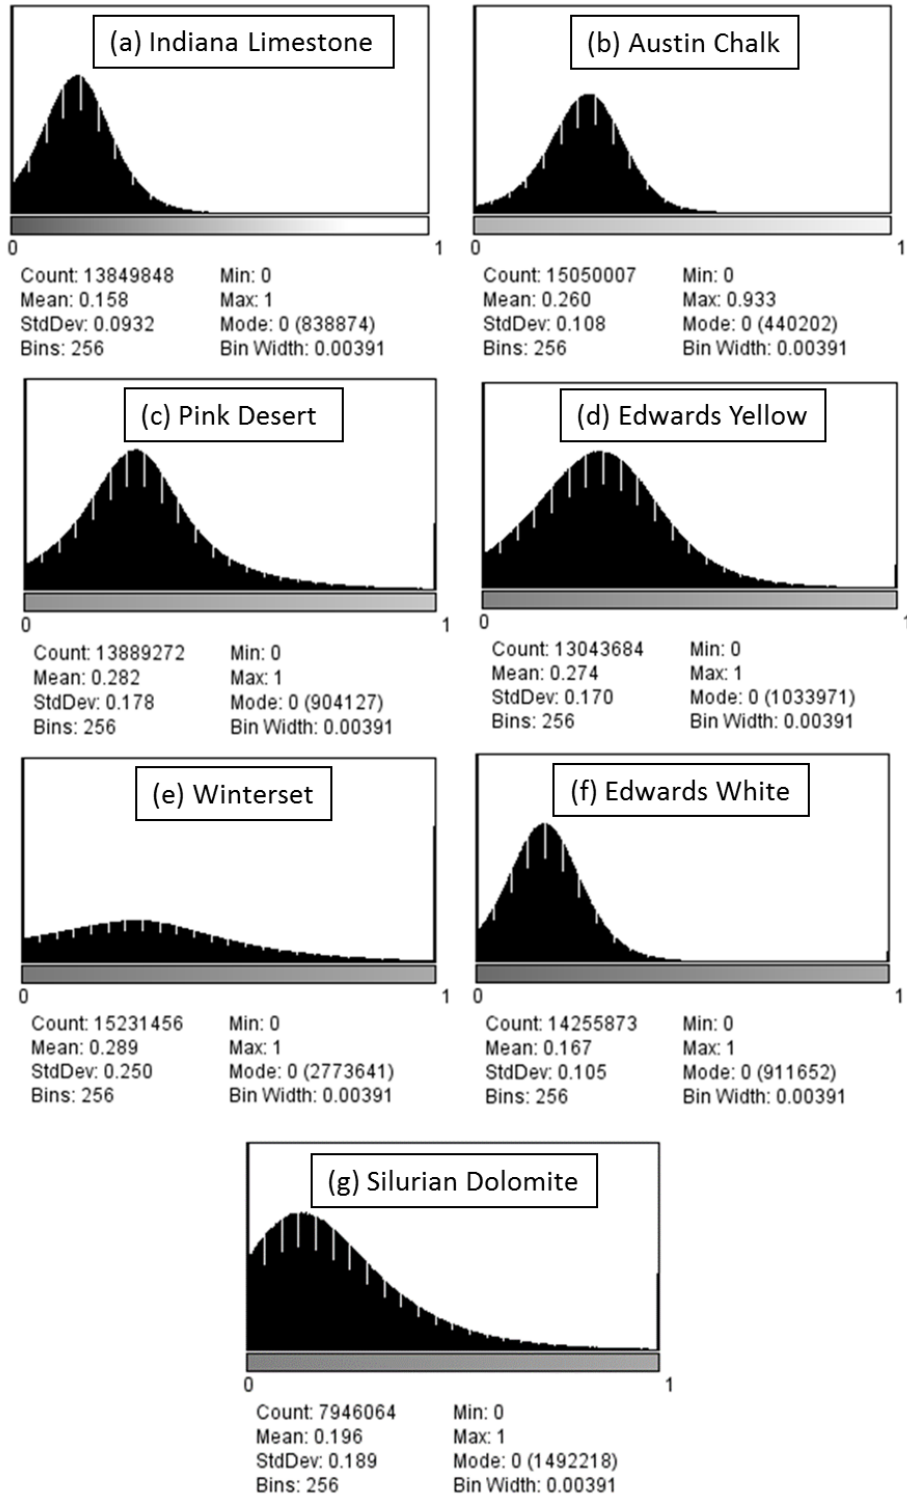 (a) Indiana Limestone
0 1
Count: 13849848 Min: 0
Mean: 0.158 Max: 1
StdDev: 0.0932 Mode: 0 (838874)
Bins: 256 Bin Width: 0.00391
(b) Austin Chalk
0 1
Count: 15050007 Min: 0
Mean: 0.260 Max: 0.933
StdDev: 0.108 Mode: 0 (440202)
Bins: 256 Bin Width: 0.00391
(c) Pink Desert
0 1
Count: 13889272 Min: 0
Mean: 0.282 Max: 1
StdDev: 0.178 Mode: 0 (904127)
Bins: 256 Bin Width: 0.00391
(d) Edwards Yellow
0 1
Count: 13043684 Min: 0
Mean: 0.274 Max: 1
StdDev: 0.170 Mode: 0 (1033971)
Bins: 256 Bin Width: 0.00391
(e) Winterset
0 1
Count: 15231456 Min: 0
Mean: 0.289 Max: 1
StdDev: 0.250 Mode: 0 (2773641)
Bins: 256 Bin Width: 0.00391
(f) Edwards White
0 1
Count: 14255873 Min: 0
Mean: 0.167 Max: 1
StdDev: 0.105 Mode: 0 (911652)
Bins: 256 Bin Width: 0.00391
(g) Silurian Dolomite
0 1
Count: 7946064 Min: 0
Mean: 0.196 Max: 1
StdDev: 0.189 Mode: 0 (1492218)
Bins: 256 Bin Width: 0.00391